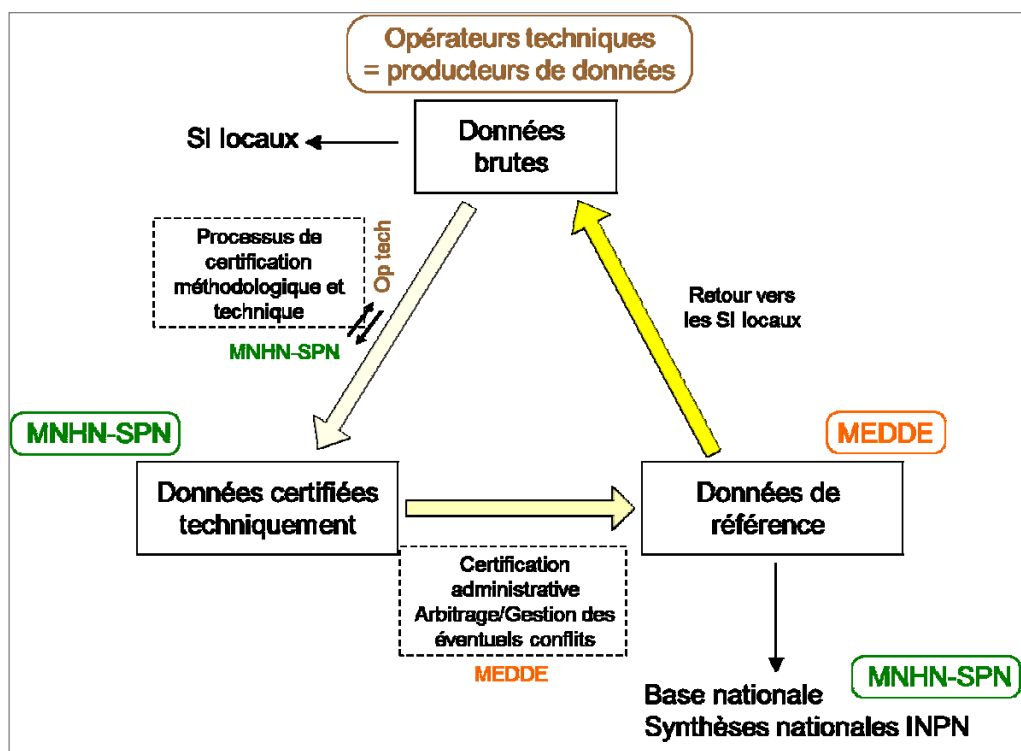 Opérateurs techniques
= producteurs de données
SI locaux
Données
brutes
Processus de
certification
méthodologique et
technique
Op tech
MNHN-SPN
Retour vers
les SI locaux
MNHN-SPN
MEDDE
Données certifiées
techniquement
Données de
référence
Certification
administrative
Arbitrage/Gestion des
éventuels conflits
MEDDE
MNHN-SPN
Base nationale
Synthèses nationales INPN